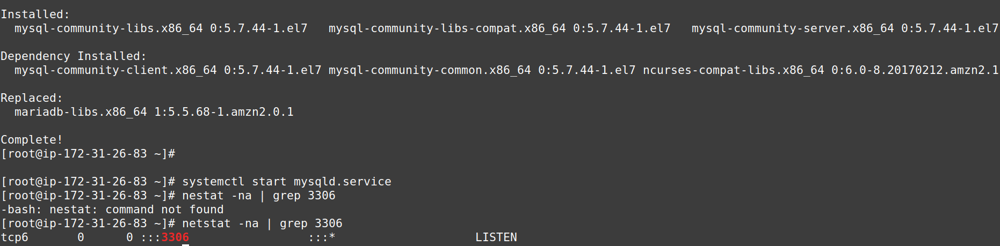 Installed:
  mysql-community-libs.x86_64 0:5.7.44-1.el7   mysql-community-libs-compat.x86_64 0:5.7.44-1.el7   mysql-community-server.x86_64 0:5.7.44-1.el7
Dependency Installed:
  mysql-community-client.x86_64 0:5.7.44-1.el7 mysql-community-common.x86_64 0:5.7.44-1.el7 ncurses-compat-libs.x86_64 0:6.0-8.20170212.amzn2.1
Replaced:
  mariadb-libs.x86_64 1:5.5.68-1.amzn2.0.1
Complete!
[root@ip-172-31-26-83 ~]#
[root@ip-172-31-26-83 ~]# systemctl start mysqld.service
[root@ip-172-31-26-83 ~]# nestat -na | grep 3306
-bash: nestat: command not found
[root@ip-172-31-26-83 ~]# netstat -na | grep 3306
tcp6       0      0 :::3306                 :::*                    LISTEN